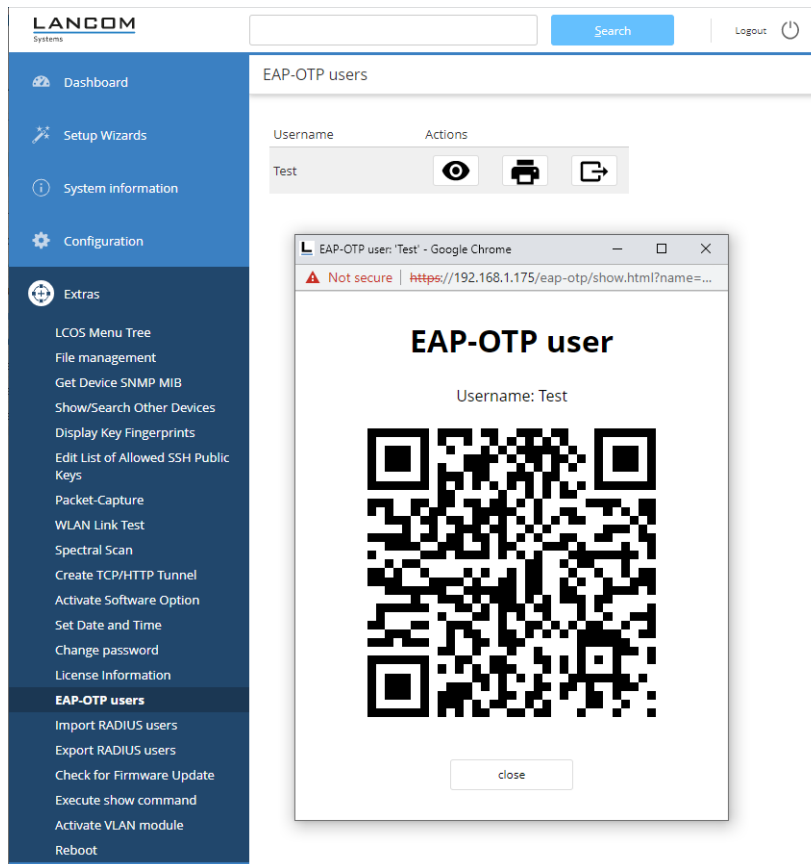 LANCOM
Systems
Search
Logout
Dashboard
Setup Wizards
System information
Configuration
Extras
LCOS Menu Tree
File management
Get Device SNMP MIB
Show/Search Other Devices
Display Key Fingerprints
Edit List of Allowed SSH Public
Keys
Packet-Capture
WLAN Link Test
Spectral Scan
Create TCP/HTTP Tunnel
Activate Software Option
Set Date and Time
Change password
License Information
EAP-OTP users
Import RADIUS users
Export RADIUS users
Check for Firmware Update
Execute show command
Activate VLAN module
Reboot
EAP-OTP users
Username Actions
Test
EAP-OTP user: 'Test' - Google Chrome
Not secure | https://192.168.1.175/eap-otp/show.html?name=...
EAP-OTP user
Username: Test
close